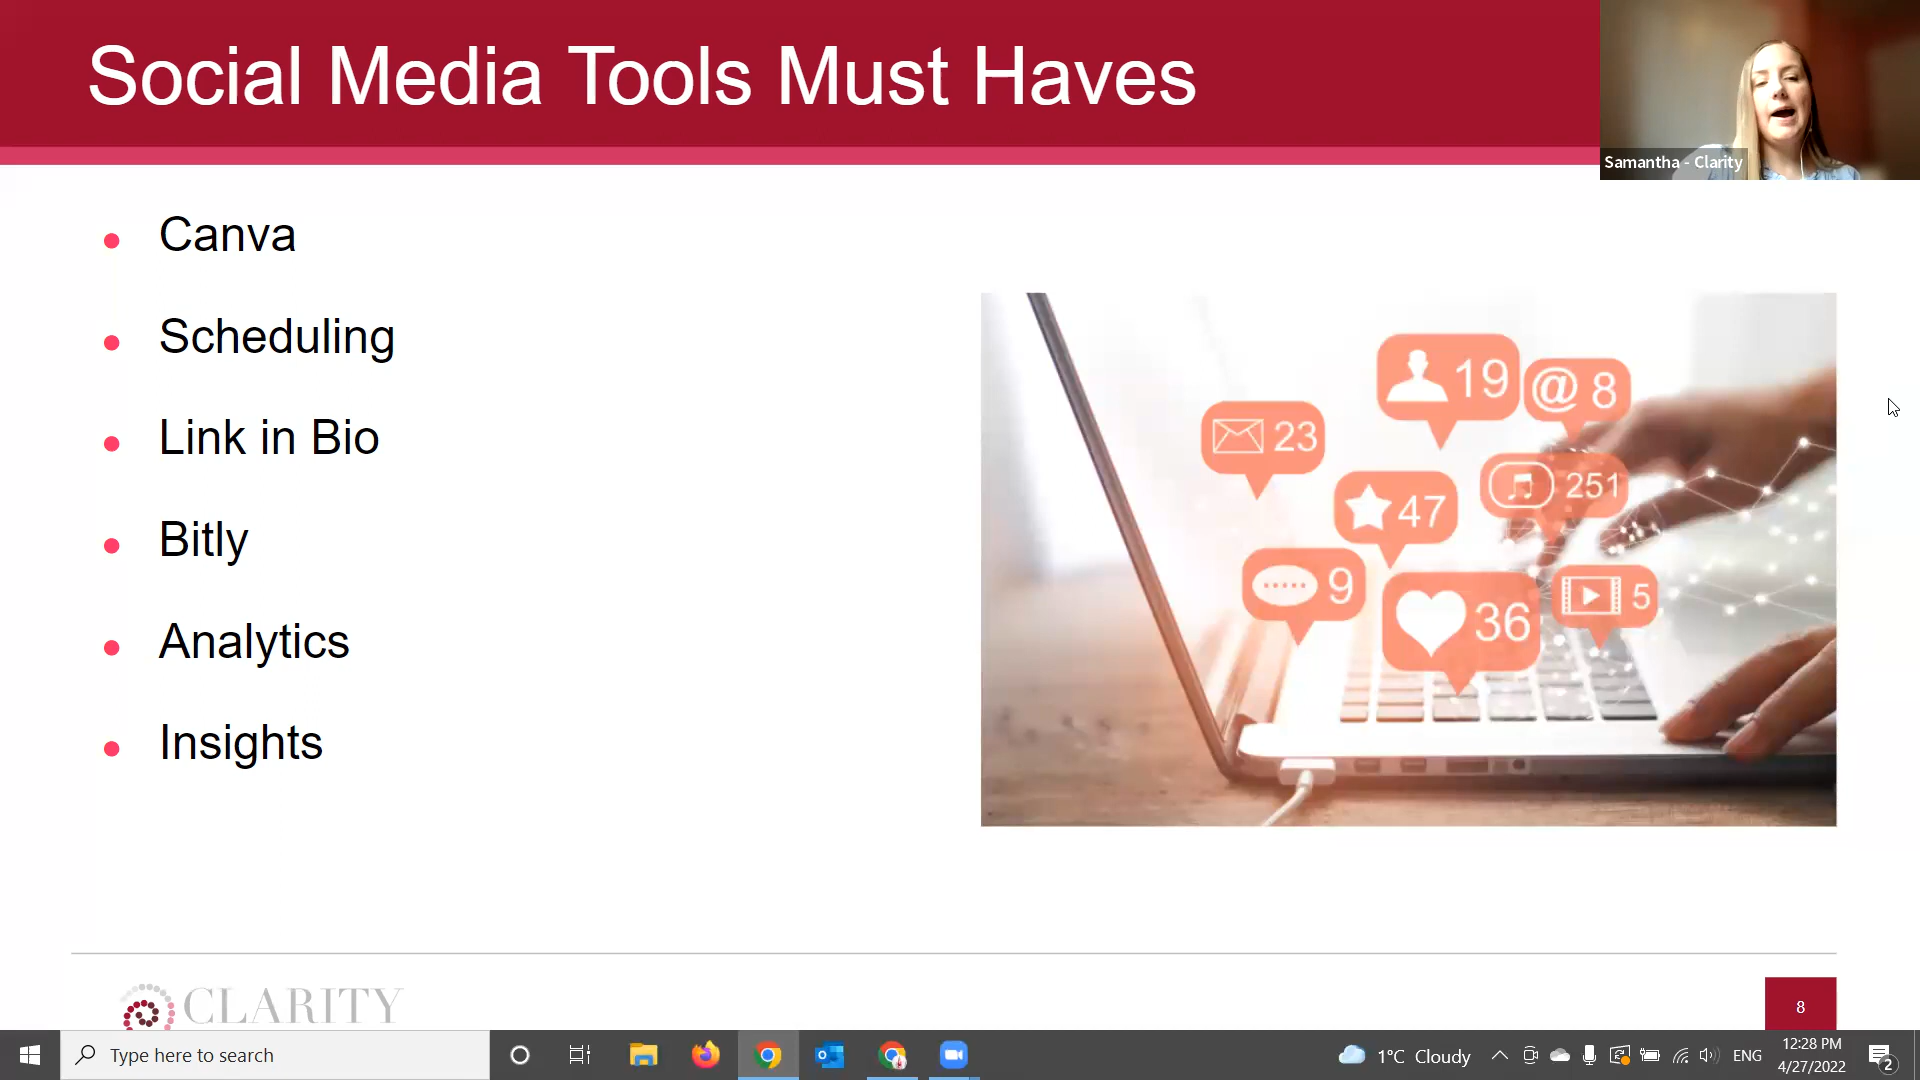 Social Media Tools Must Haves
Samantha - Clarity
Canva
Scheduling
Link in Bio
Bitly
Analytics
Insights
19
@ 8
23
251
47
9
5
36
CLARITY
8
Type here to search
1°C Cloudy
ENG
12:28 PM
4/27/2022
2